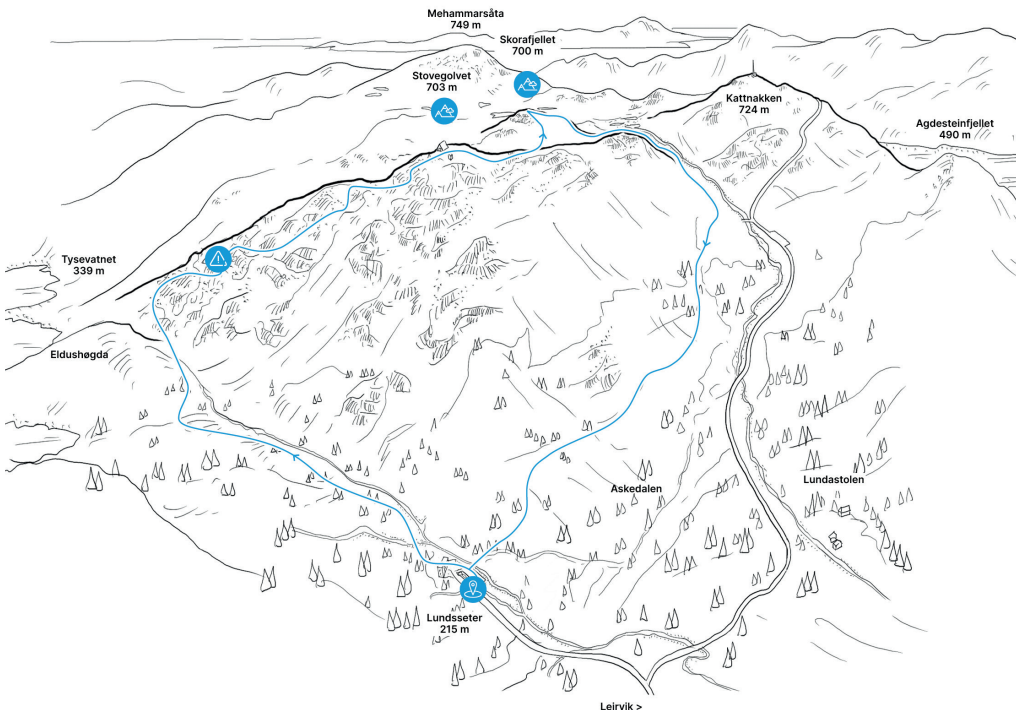 Mehammarsåta
749 m
Skorafjellet
700 m
Stovegolvet
703 m
Kattnakken
724 m
Agdesteinfjellet
490 m
Tysevatnet
339 m
Eldushøgda
Askedalen
Lundastolen
Lundsseter
215 m
Leirvik >